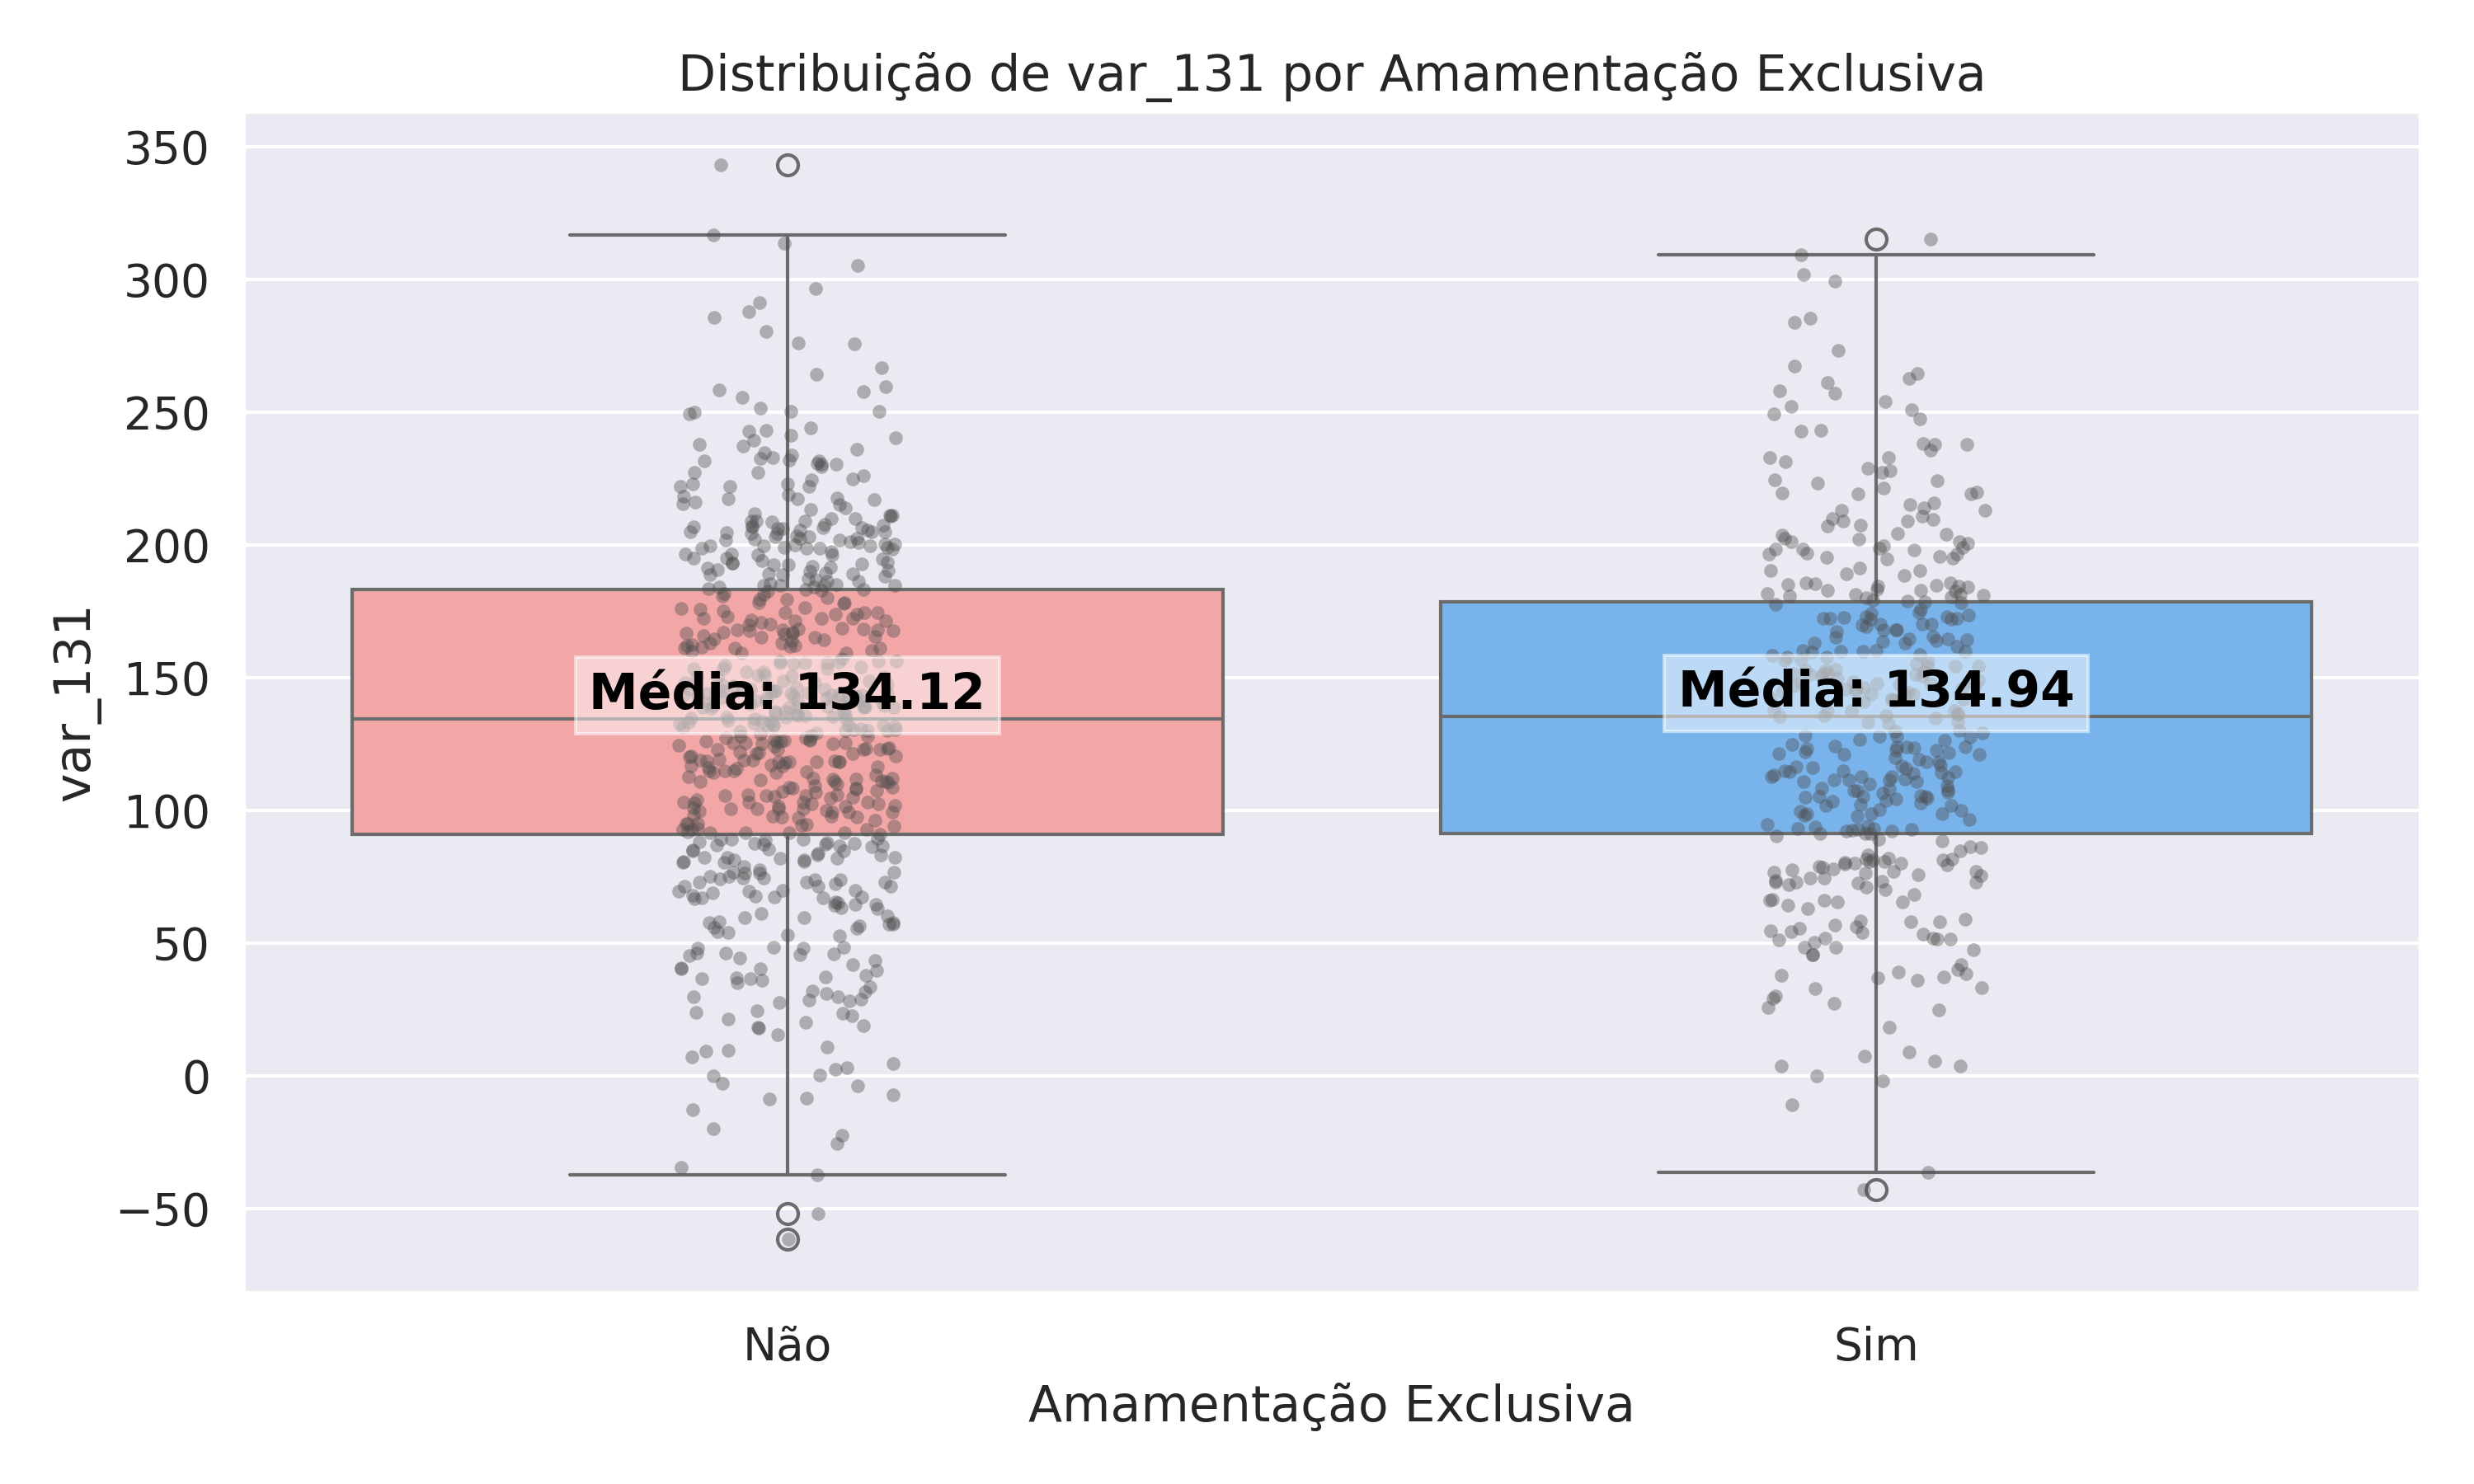 Distribuição de var_131 por Amamentação Exclusiva
350
300
250
200
150
100
50
0
−50
var_131
Média: 134.12
Média: 134.94
Não
Sim
Amamentação Exclusiva